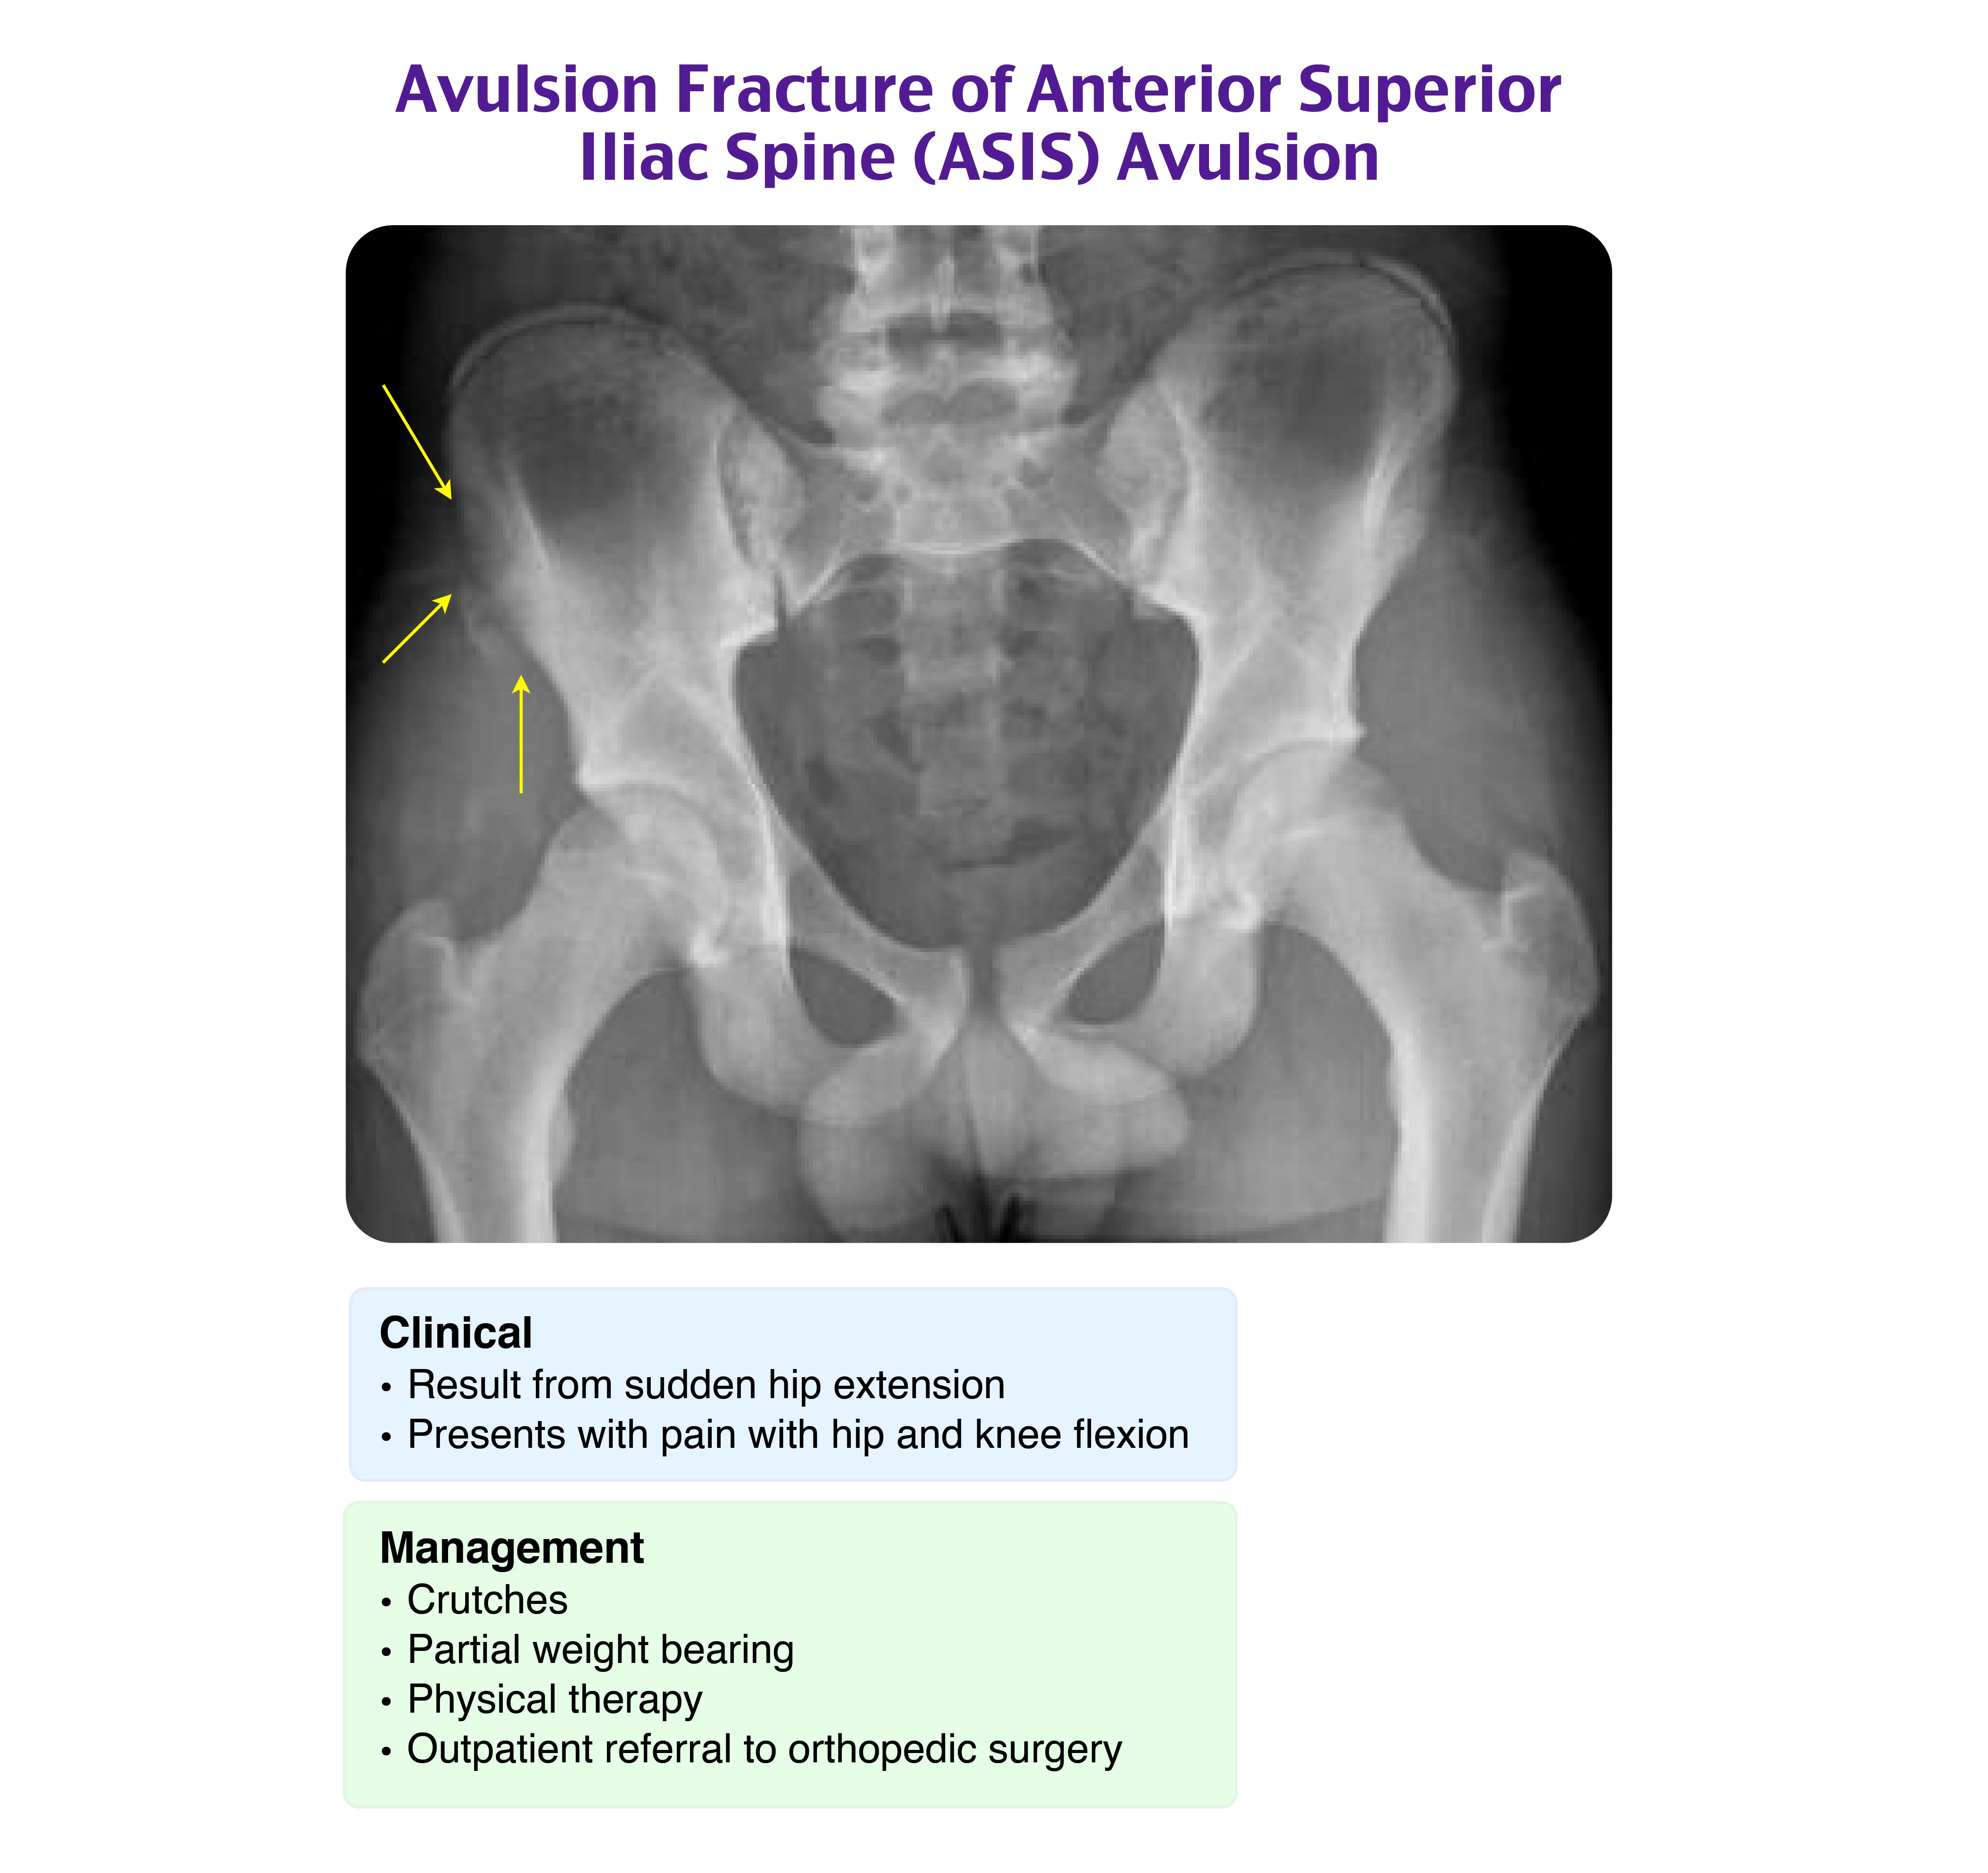 Avulsion Fracture of Anterior Superior
Iliac Spine (ASIS) Avulsion
Clinical
• Result from sudden hip extension
• Presents with pain with hip and knee flexion
Management
• Crutches
• Partial weight bearing
• Physical therapy
• Outpatient referral to orthopedic surgery